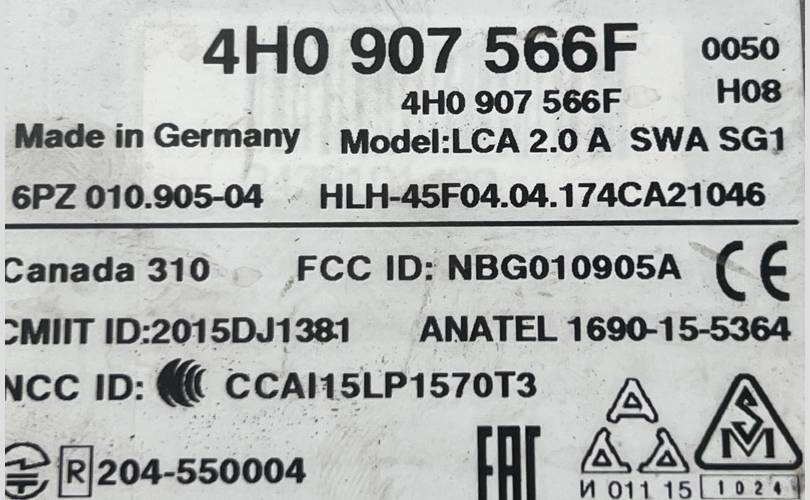 4H0 907 566F 0050
4H0 907 566F H08
Made in Germany Model:LCA 2.0 A SWA SG1
6PZ 010.905-04 HLH-45F04.04.174CA21046
Canada 310 FCC ID: NBG010905A CE
CMIIT ID:2015DJ1381 ANATEL 1690-15-5364
NCC ID: CCAI15LP1570T3
R 204-550004 EAC
И 011 15 1024